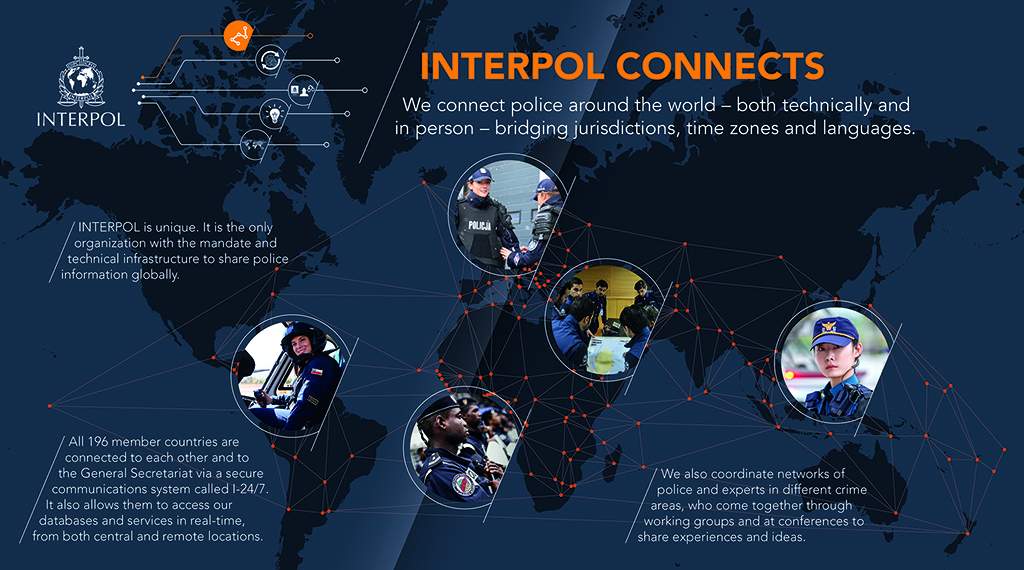 INTERPOL
INTERPOL CONNECTS
We connect police around the world – both technically and
in person – bridging jurisdictions, time zones and languages.
POLICJA
INTERPOL is unique. It is the only
organization with the mandate and
technical infrastructure to share police
information globally.
All 196 member countries are
connected to each other and to
the General Secretariat via a secure
communications system called I-24/7.
It also allows them to access our
databases and services in real-time,
from both central and remote locations.
We also coordinate networks of
police and experts in different crime
areas, who come together through
working groups and at conferences to
share experiences and ideas.